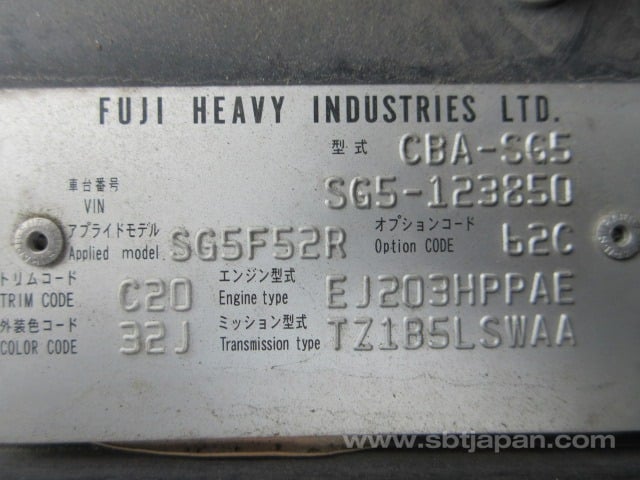 FUJI HEAVY INDUSTRIES LTD.
型式 CBA-SG5
車台番号
VIN SG5-123850
アプライドモデル オプションコード
Applied model SG5F52R Option CODE b2C
トリムコード エンジン型式
TRIM CODE C20 Engine type EJ203HPPAE
外装色コード ミッション型式
COLOR CODE 32J Transmission type TZ1B5LSWAA
www.sbtjapan.com